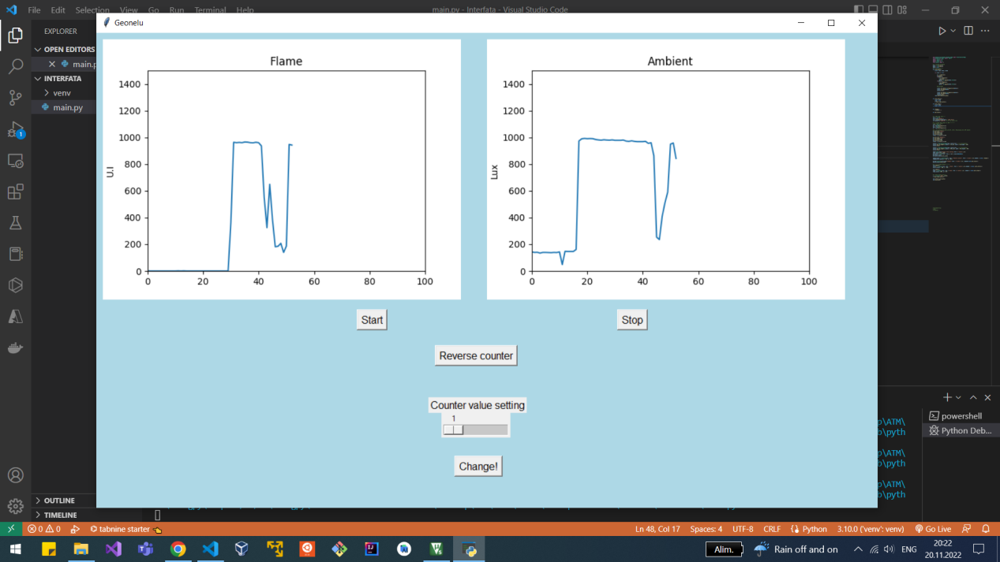 File Edit Selection View Go Run Terminal Help main.py - Interfata - Visual Studio Code
Geonelu
EXPLORER
OPEN EDITORS
main.p
INTERFATA
venv
main.py
1
Flame
1400
1200
1000
800
600
400
200
0
U.I
0 20 40 60 80 100
Ambient
1400
1200
1000
800
600
400
200
0
Lux
0 20 40 60 80 100
Start Stop
Reverse counter
Counter value setting
1
Change!
powershell
Python Deb...
p\ATM\
b\pyth
p\ATM\
b\pyth
p\ATM\
b\pyth
OUTLINE
TIMELINE
0 0 tabnine starter Ln 48, Col 17 Spaces: 4 UTF-8 CRLF Python 3.10.0 ('venv': venv) Go Live
Alim. Rain off and on ENG 20:22
20.11.2022